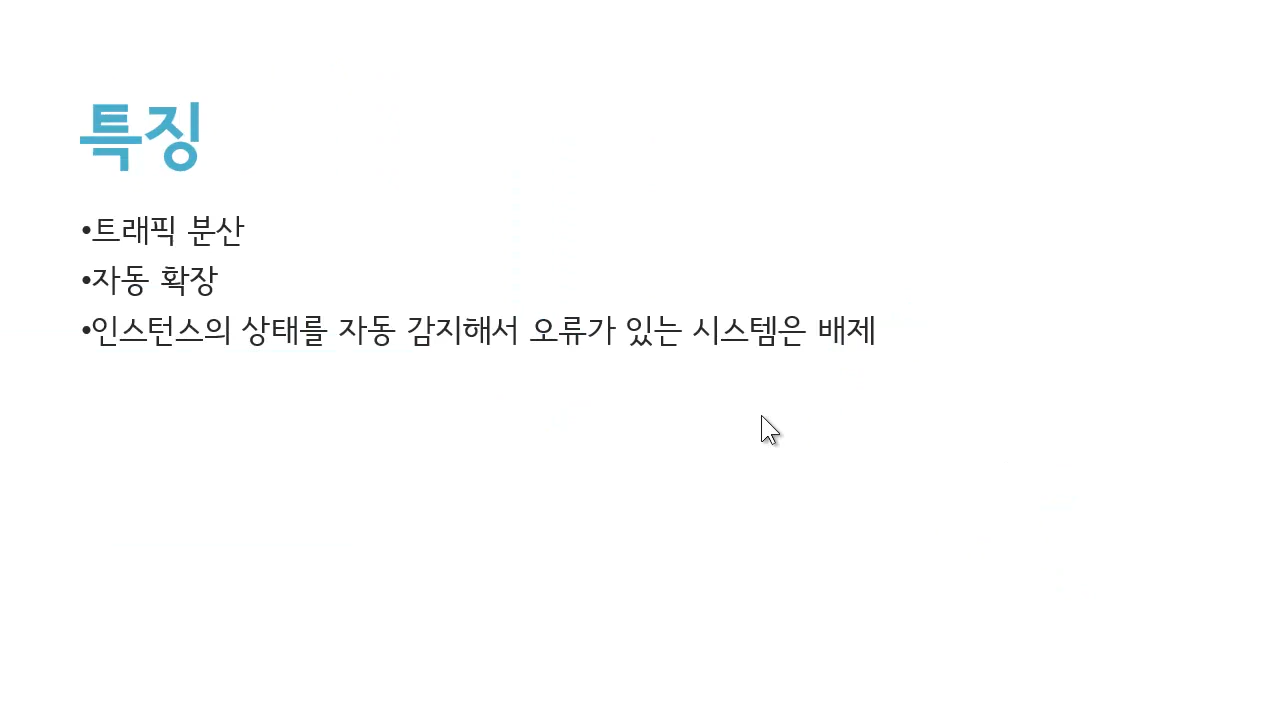 특징
•트래픽 분산
•자동 확장
•인스턴스의 상태를 자동 감지해서 오류가 있는 시스템은 배제